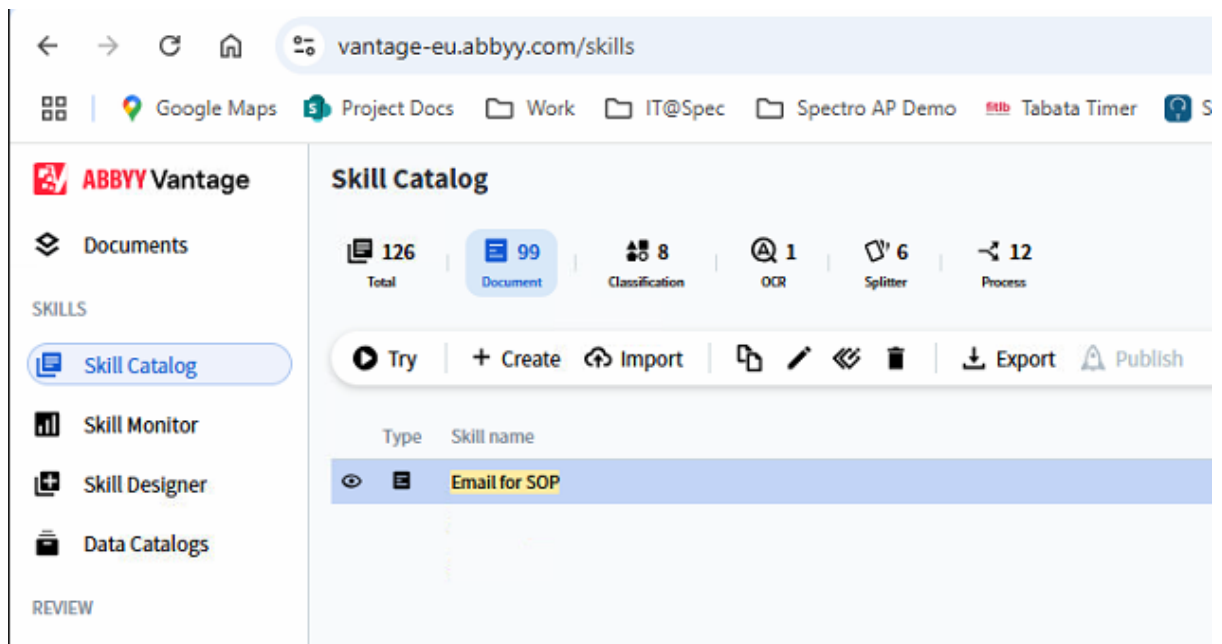 vantage-eu.abbyy.com/skills
Google Maps Project Docs Work IT@Spec Spectro AP Demo fitlb Tabata Timer S
ABBYY Vantage
Documents
SKILLS
Skill Catalog
Skill Monitor
Skill Designer
Data Catalogs
REVIEW
Skill Catalog
126 99 8 1 6 12
Total Document Classification OCR Splitter Process
Try + Create Import Export Publish
Type Skill name
Email for SOP